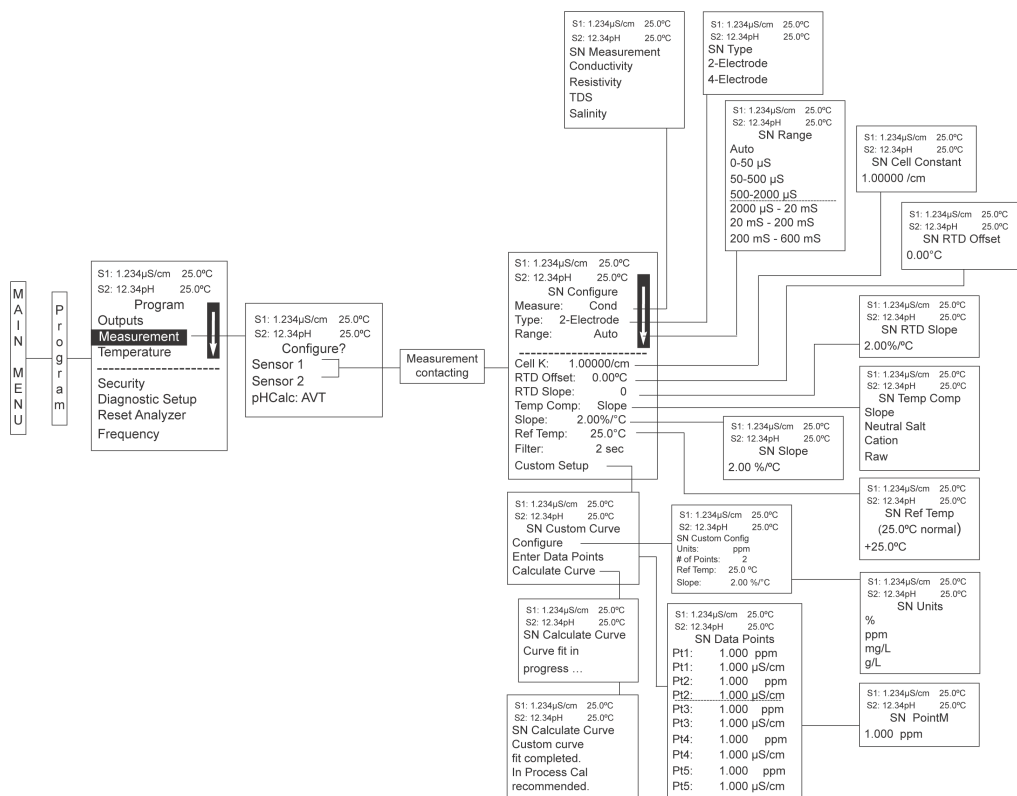 MAIN MENU
Program
S1: 1.234µS/cm 25.0ºC
S2: 12.34pH 25.0ºC
Program
Outputs
Measurement
Temperature
Security
Diagnostic Setup
Reset Analyzer
Frequency
S1: 1.234µS/cm 25.0ºC
S2: 12.34pH 25.0ºC
Configure?
Sensor 1
Sensor 2
pHCalc: AVT
Measurement
contacting
S1: 1.234µS/cm 25.0ºC
S2: 12.34pH 25.0ºC
SN Configure
Measure: Cond
Type: 2-Electrode
Range: Auto
Cell K: 1.00000/cm
RTD Offset: 0.00ºC
RTD Slope: 0
Temp Comp: Slope
Slope: 2.00%/°C
Ref Temp: 25.0°C
Filter: 2 sec
Custom Setup
S1: 1.234µS/cm 25.0ºC
S2: 12.34pH 25.0ºC
SN Measurement
Conductivity
Resistivity
TDS
Salinity
S1: 1.234µS/cm 25.0ºC
S2: 12.34pH 25.0ºC
SN Type
2-Electrode
4-Electrode
S1: 1.234µS/cm 25.0ºC
S2: 12.34pH 25.0ºC
SN Range
Auto
0-50 µS
50-500 µS
500-2000 µS
2000 µS - 20 mS
20 mS - 200 mS
200 mS - 600 mS
S1: 1.234µS/cm 25.0ºC
S2: 12.34pH 25.0ºC
SN Cell Constant
1.00000 /cm
S1: 1.234µS/cm 25.0ºC
S2: 12.34pH 25.0ºC
SN RTD Offset
0.00°C
S1: 1.234µS/cm 25.0ºC
S2: 12.34pH 25.0ºC
SN RTD Slope
2.00%/ºC
S1: 1.234µS/cm 25.0ºC
S2: 12.34pH 25.0ºC
SN Temp Comp
Slope
Neutral Salt
Cation
Raw
S1: 1.234µS/cm 25.0ºC
S2: 12.34pH 25.0ºC
SN Slope
2.00 %/ºC
S1: 1.234µS/cm 25.0ºC
S2: 12.34pH 25.0ºC
SN Ref Temp
(25.0ºC normal)
+25.0ºC
S1: 1.234µS/cm 25.0ºC
S2: 12.34pH 25.0ºC
SN Custom Curve
Configure
Enter Data Points
Calculate Curve
S1: 1.234µS/cm 25.0ºC
S2: 12.34pH 25.0ºC
SN Custom Config
Units: ppm
# of Points: 2
Ref Temp: 25.0 ºC
Slope: 2.00 %/°C
S1: 1.234µS/cm 25.0ºC
S2: 12.34pH 25.0ºC
SN Units
%
ppm
mg/L
g/L
S1: 1.234µS/cm 25.0ºC
S2: 12.34pH 25.0ºC
SN Calculate Curve
Curve fit in
progress ...
S1: 1.234µS/cm 25.0ºC
S2: 12.34pH 25.0ºC
SN Calculate Curve
Custom curve
fit completed.
In Process Cal
recommended.
S1: 1.234µS/cm 25.0ºC
S2: 12.34pH 25.0ºC
SN Data Points
Pt1: 1.000 ppm
Pt1: 1.000 µS/cm
Pt2: 1.000 ppm
Pt2: 1.000 µS/cm
Pt3: 1.000 ppm
Pt3: 1.000 µS/cm
Pt4: 1.000 ppm
Pt4: 1.000 µS/cm
Pt5: 1.000 ppm
Pt5: 1.000 µS/cm
S1: 1.234µS/cm 25.0ºC
S2: 12.34pH 25.0ºC
SN PointM
1.000 ppm